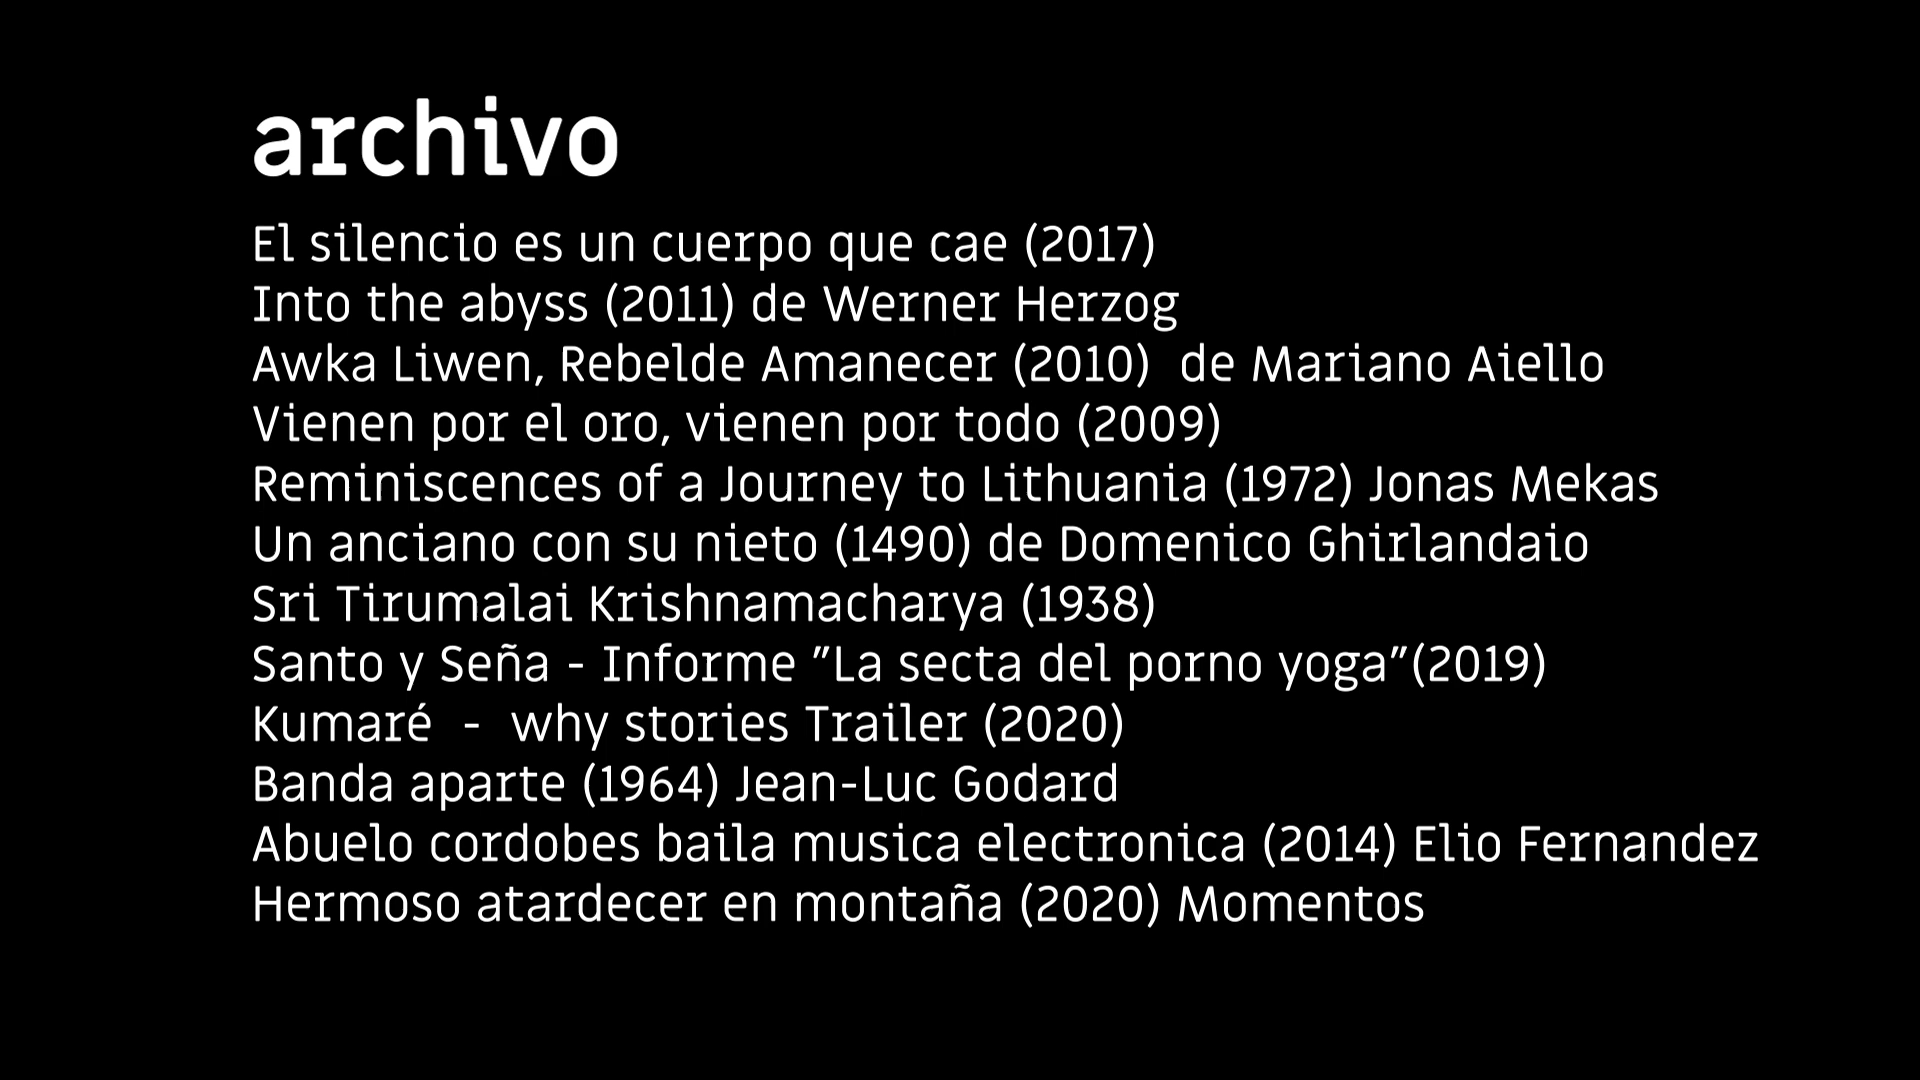 archivo
El silencio es un cuerpo que cae (2017)
Into the abyss (2011) de Werner Herzog
Awka Liwen, Rebelde Amanecer (2010)  de Mariano Aiello
Vienen por el oro, vienen por todo (2009)
Reminiscences of a Journey to Lithuania (1972) Jonas Mekas
Un anciano con su nieto (1490) de Domenico Ghirlandaio
Sri Tirumalai Krishnamacharya (1938)
Santo y Seña - Informe "La secta del porno yoga"(2019)
Kumaré  -  why stories Trailer (2020)
Banda aparte (1964) Jean-Luc Godard
Abuelo cordobes baila musica electronica (2014) Elio Fernandez
Hermoso atardecer en montaña (2020) Momentos